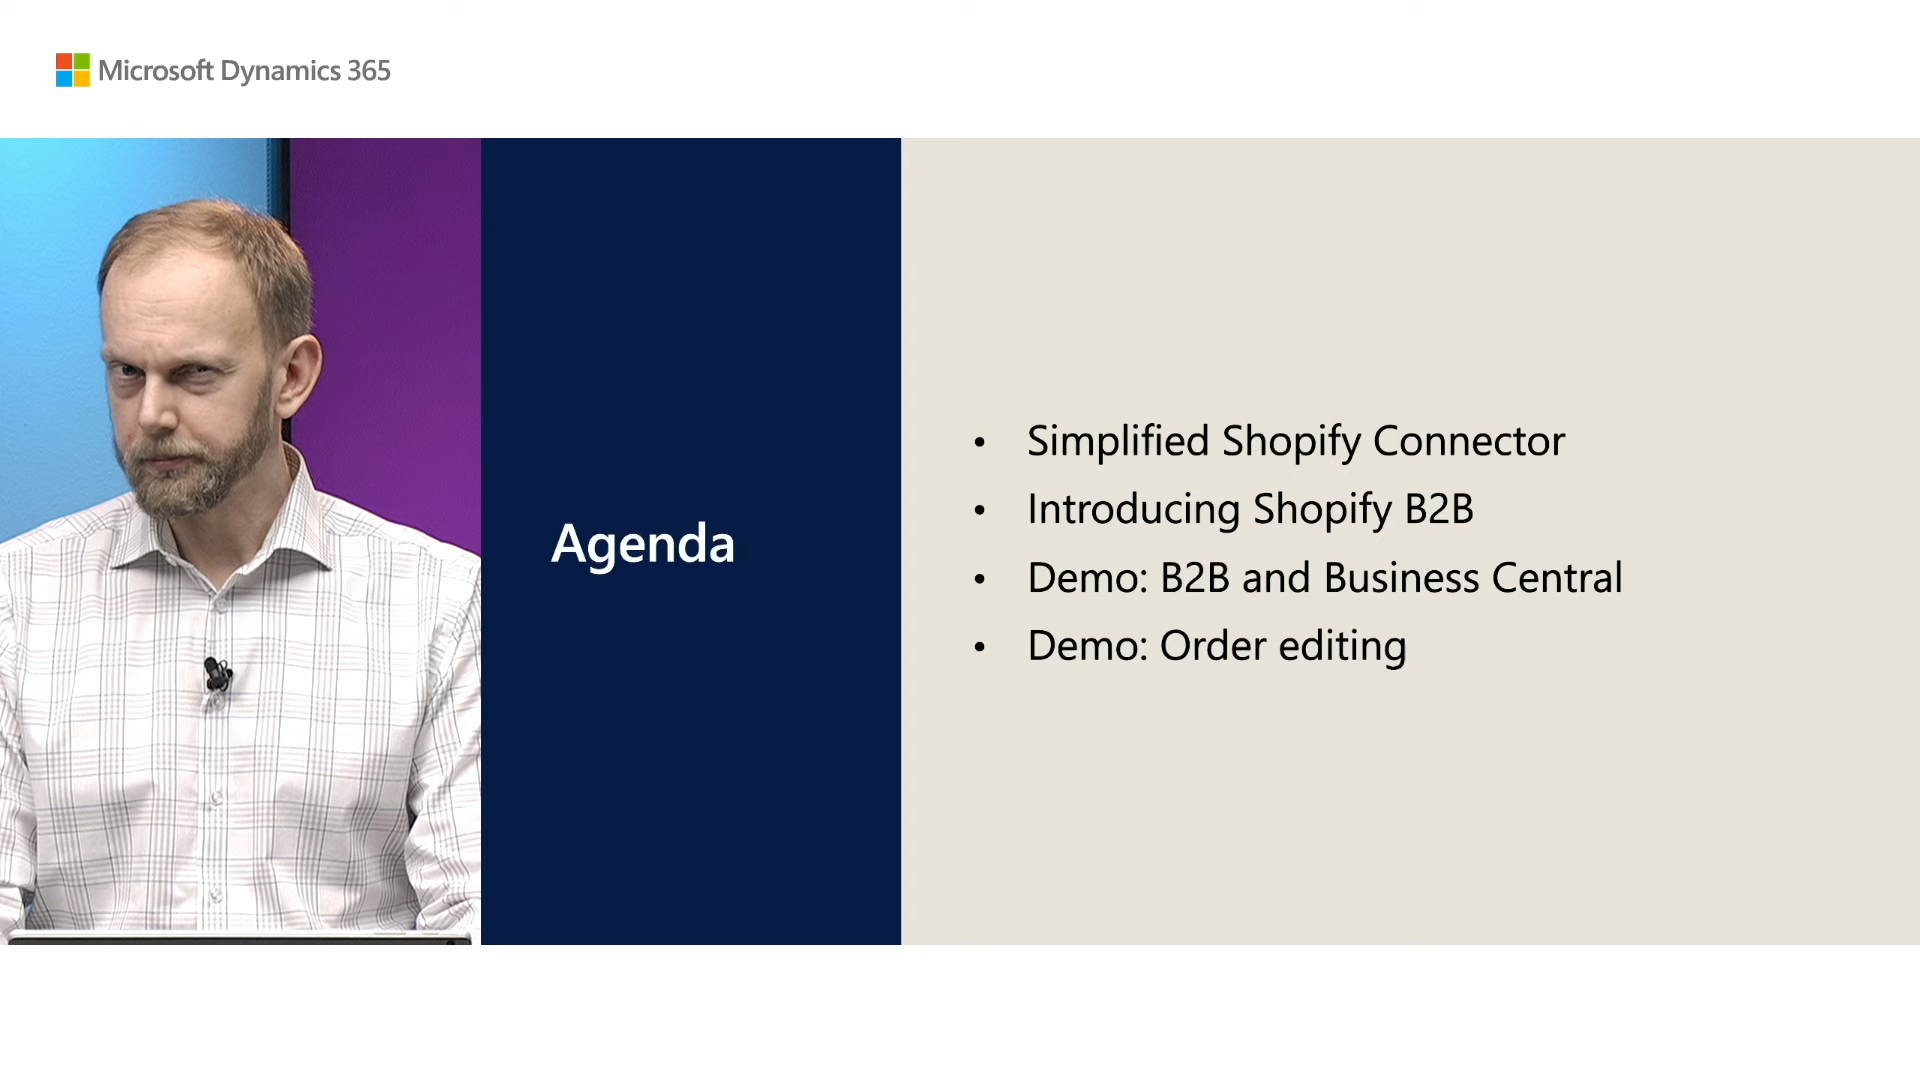 Microsoft Dynamics 365
Agenda
• Simplified Shopify Connector
• Introducing Shopify B2B
• Demo: B2B and Business Central
• Demo: Order editing